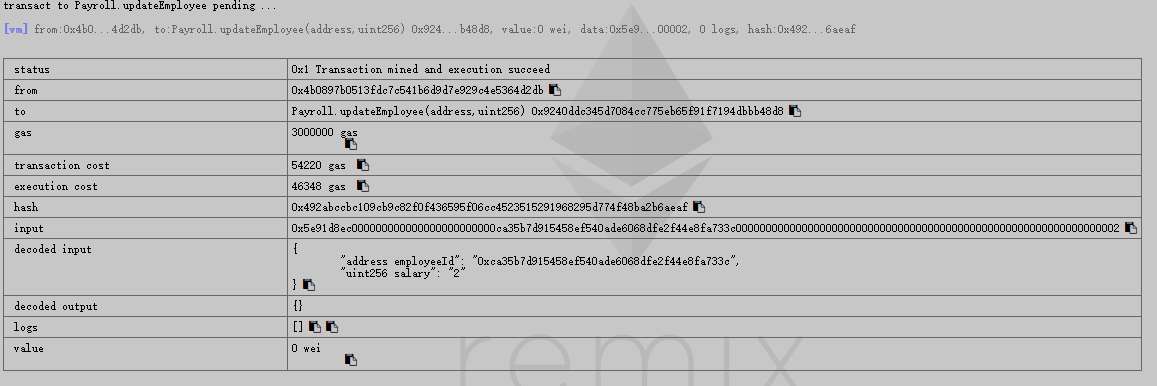 transact to Payroll.updateEmployee pending ...
[vm] from:0x4b0...4d2db, to:Payroll.updateEmployee(address,uint256) 0x924...b48d8, value:0 wei, data:0x5e9...00002, 0 logs, hash:0x492...6aeaf
status 0x1 Transaction mined and execution succeed
from 0x4b0897b0513fdc7c541b6d9d7e929c4e5364d2db
to Payroll.updateEmployee(address,uint256) 0x9240ddc345d7084cc775eb65f91f7194dbbb48d8
gas 3000000 gas
transaction cost 54220 gas
execution cost 46348 gas
hash 0x492abccbc109cb9c82f0f436595f06cc4523515291968295d774f48ba2b6aeaf
input 0x5e91d8ec000000000000000000000000ca35b7d915458ef540ade6068dfe2f44e8fa733c0000000000000000000000000000000000000000000000000000000000000002
decoded input {
"address employeeId": "0xca35b7d915458ef540ade6068dfe2f44e8fa733c",
"uint256 salary": "2"
}
decoded output {}
logs []
value 0 wei
remix